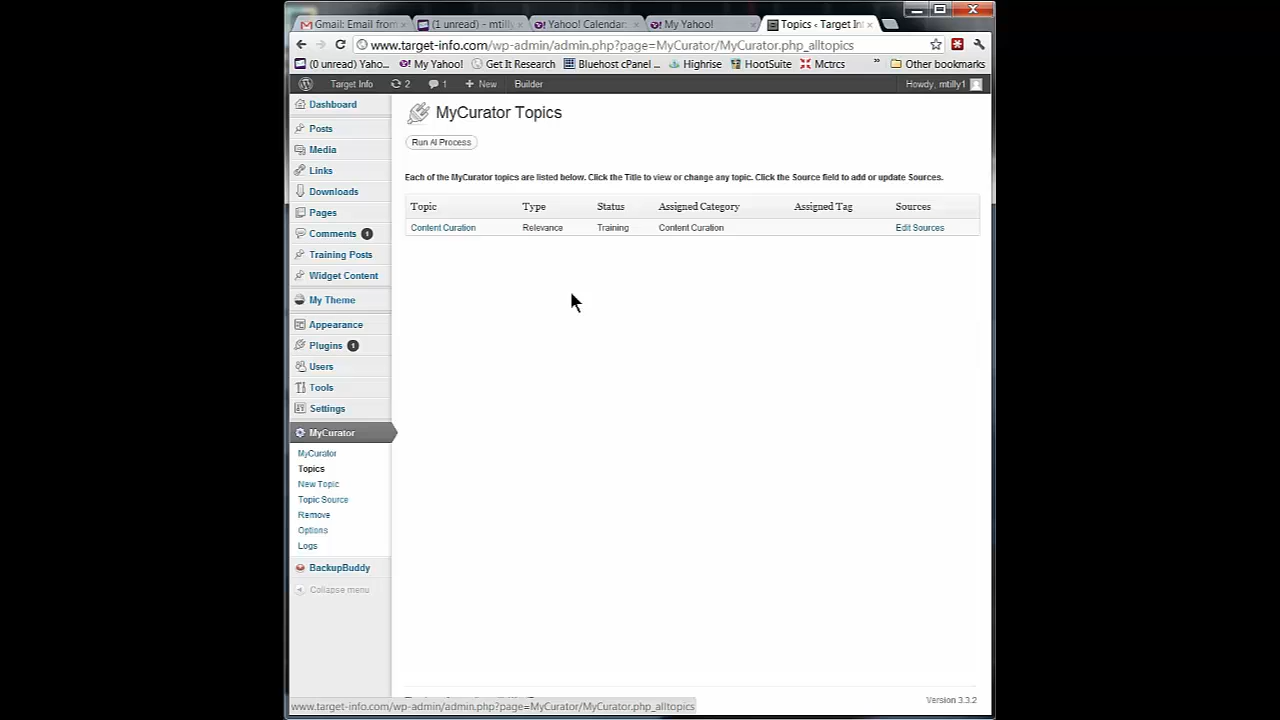 Gmail: Email from
(1 unread) - mtilly
Yahoo! Calendar:
My Yahoo!
Topics ‹ Target In
www.target-info.com/wp-admin/admin.php?page=MyCurator/MyCurator.php_alltopics
(0 unread) Yaho...
My Yahoo!
Get It Research
Bluehost cPanel ...
Highrise
HootSuite
Mctrcs
»
Other bookmarks
Target Info
2
1
+ New
Builder
Howdy, mtilly1
Dashboard
Posts
Media
Links
Downloads
Pages
Comments 1
Training Posts
Widget Content
My Theme
Appearance
Plugins 1
Users
Tools
Settings
MyCurator
MyCurator
Topics
New Topic
Topic Source
Remove
Options
Logs
BackupBuddy
Collapse menu
MyCurator Topics
Run AI Process
Each of the MyCurator topics are listed below. Click the Title to view or change any topic. Click the Source field to add or update Sources.
Topic Type Status Assigned Category Assigned Tag Sources
Content Curation Relevance Training Content Curation Edit Sources
Version 3.3.2
www.target-info.com/wp-admin/admin.php?page=MyCurator/MyCurator.php_alltopics